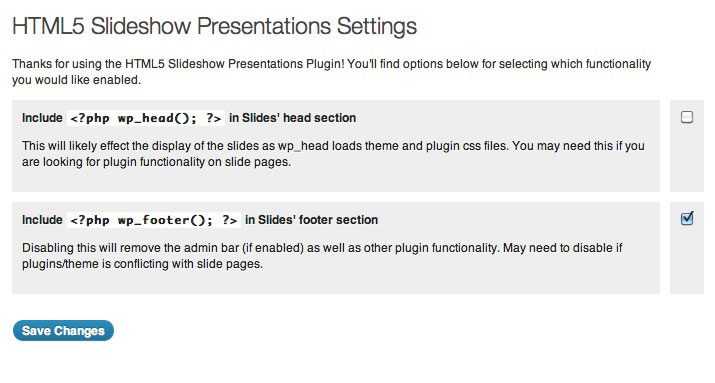 HTML5 Slideshow Presentations Settings
Thanks for using the HTML5 Slideshow Presentations Plugin! You'll find options below for selecting which functionality
you would like enabled.
Include <?php wp_head(); ?> in Slides' head section
This will likely effect the display of the slides as wp_head loads theme and plugin css files. You may need this if you
are looking for plugin functionality on slide pages.
Include <?php wp_footer(); ?> in Slides' footer section
Disabling this will remove the admin bar (if enabled) as well as other plugin functionality. May need to disable if
plugins/theme is conflicting with slide pages.
Save Changes